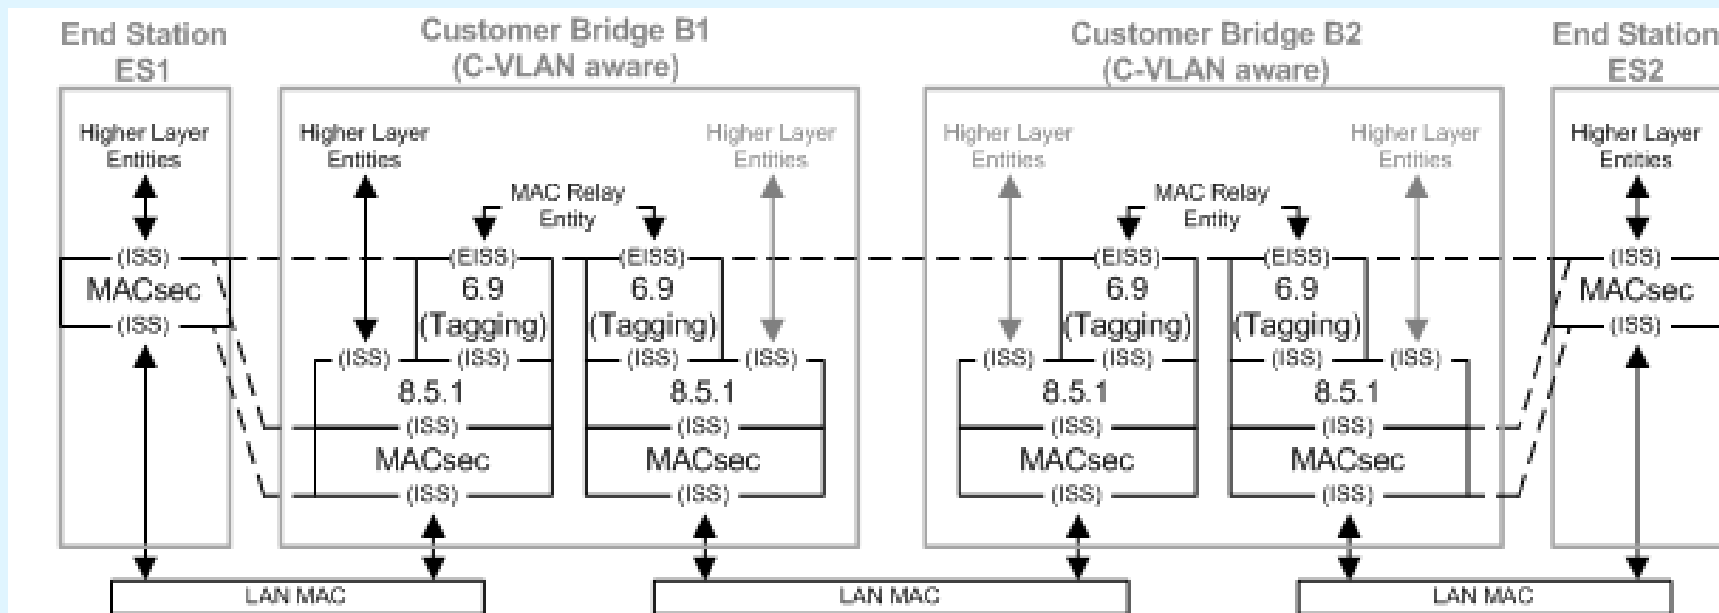 End Station
ES1
Customer Bridge B1
(C-VLAN aware)
Customer Bridge B2
(C-VLAN aware)
End Station
ES2
Higher Layer
Entities
Higher Layer
Entities
Higher Layer
Entities
Higher Layer
Entities
Higher Layer
Entities
Higher Layer
Entities
MAC Relay
Entity
MAC Relay
Entity
(ISS)
(EISS)
(EISS)
(EISS)
(EISS)
(ISS)
MACsec
6.9
6.9
6.9
6.9
MACsec
(ISS)
(Tagging)
(Tagging)
(Tagging)
(Tagging)
(ISS)
(ISS)
(ISS)
(ISS)
(ISS)
(ISS)
(ISS)
(ISS)
(ISS)
8.5.1
8.5.1
8.5.1
8.5.1
(ISS)
(ISS)
(ISS)
(ISS)
MACsec
MACsec
MACsec
MACsec
(ISS)
(ISS)
(ISS)
(ISS)
LAN MAC
LAN MAC
LAN MAC